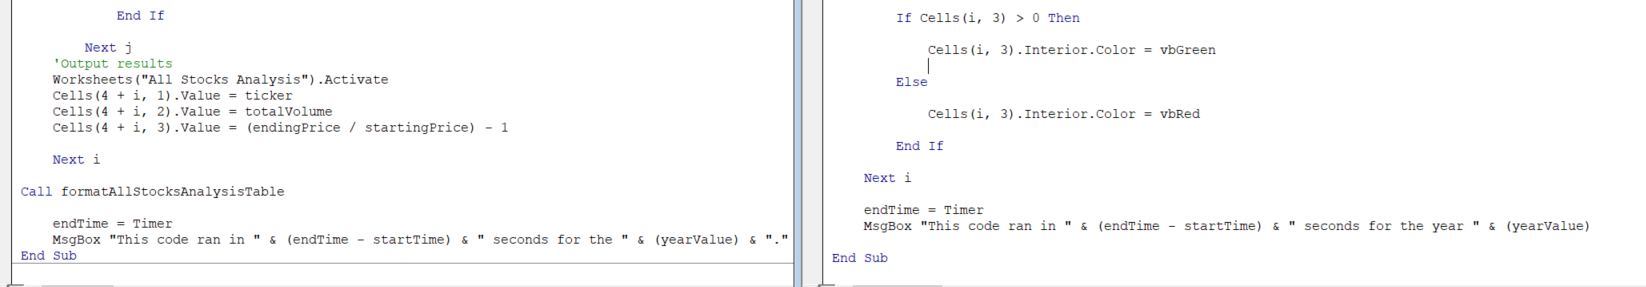 End If
Next j
'Output results
Worksheets("All Stocks Analysis").Activate
Cells(4 + i, 1).Value = ticker
Cells(4 + i, 2).Value = totalVolume
Cells(4 + i, 3).Value = (endingPrice / startingPrice) - 1
Next i
Call formatAllStocksAnalysisTable
endTime = Timer
MsgBox "This code ran in " & (endTime - startTime) & " seconds for the " & (yearValue) & "."
End Sub
If Cells(i, 3) > 0 Then
Cells(i, 3).Interior.Color = vbGreen
Else
Cells(i, 3).Interior.Color = vbRed
End If
Next i
endTime = Timer
MsgBox "This code ran in " & (endTime - startTime) & " seconds for the year " & (yearValue)
End Sub